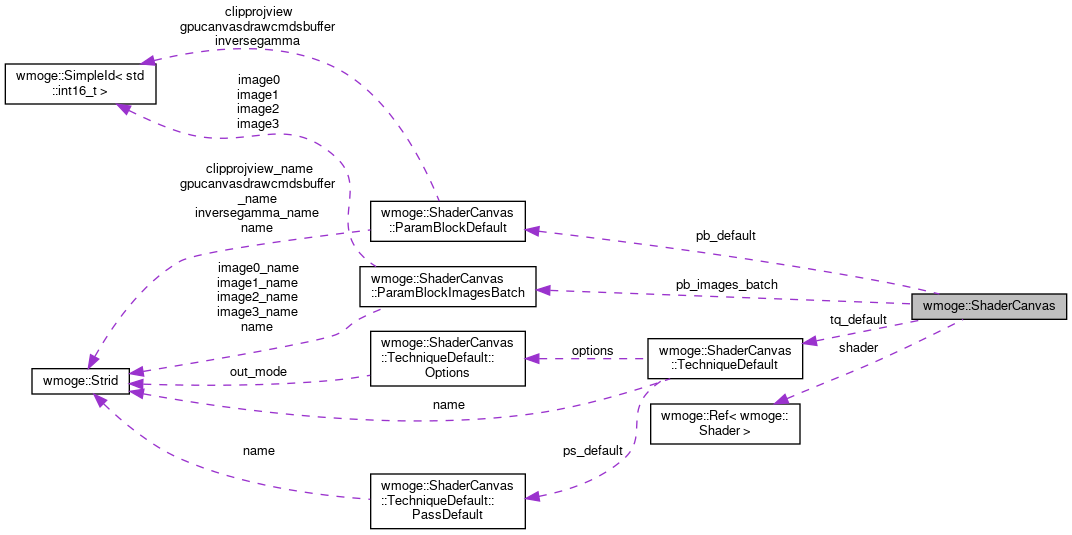 clipprojview
gpucanvasdrawcmdsbuffer
inversegamma
wmoge::SimpleId< std
::int16_t >
image0
image1
image2
image3
clipprojview_name
gpucanvasdrawcmdsbuffer
_name
inversegamma_name
name
wmoge::ShaderCanvas
::ParamBlockDefault
pb_default
image0_name
image1_name
image2_name
image3_name
name
wmoge::ShaderCanvas
::ParamBlockImagesBatch
pb_images_batch
wmoge::ShaderCanvas
tq_default
shader
wmoge::ShaderCanvas
::TechniqueDefault::
Options
options
wmoge::ShaderCanvas
::TechniqueDefault
wmoge::Strid
out_mode
name
wmoge::Ref< wmoge::
Shader >
name
ps_default
wmoge::ShaderCanvas
::TechniqueDefault::
PassDefault